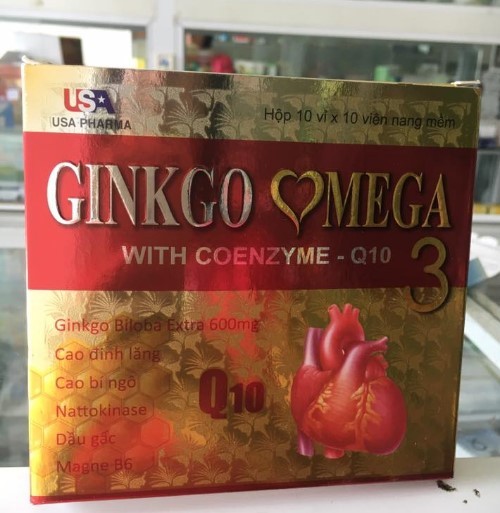 USA
USA PHARMA
Hộp 10 vỉ x 10 viên nang mềm
GINKGO OMEGA
3
WITH COENZYME - Q10
Ginkgo Biloba Extra 600mg
Cao đinh lăng
Cao bí ngô
Nattokinase
Dầu gấc
Magne B6
Q10